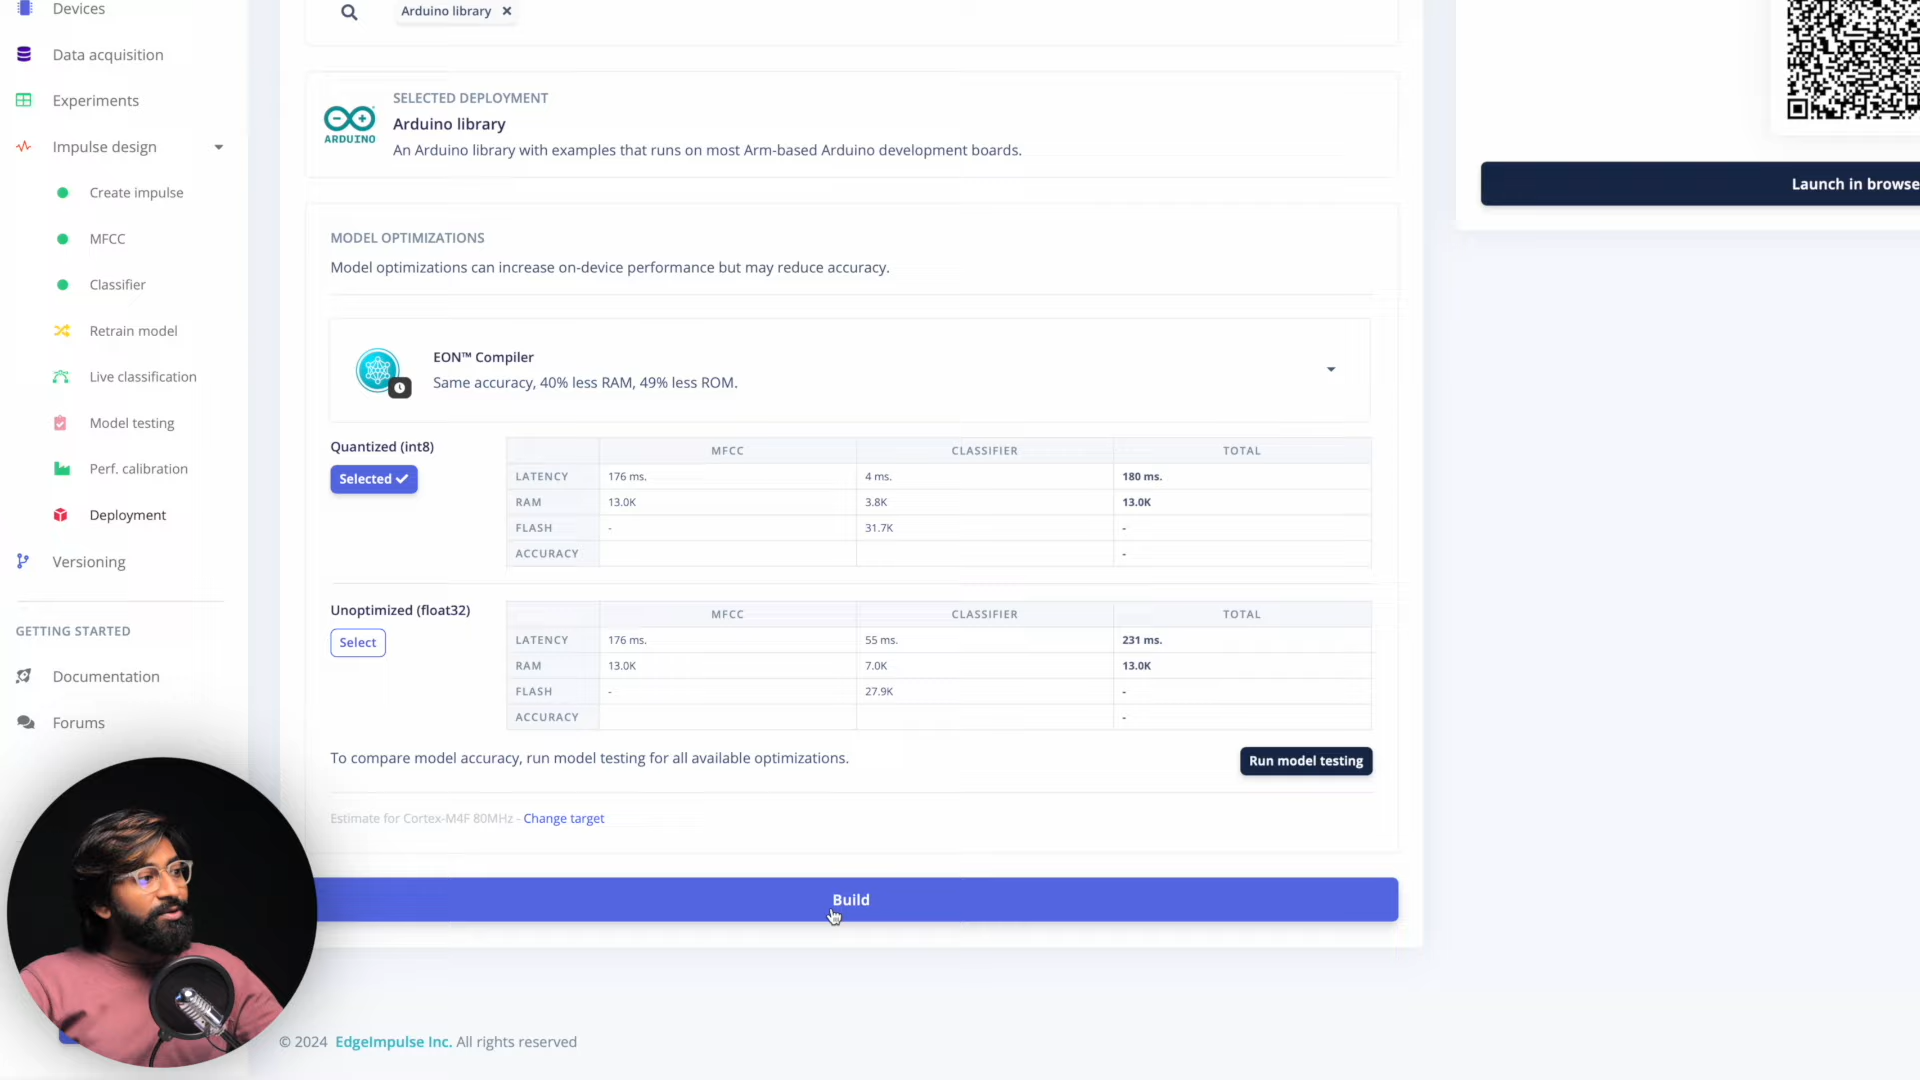 Devices
Data acquisition
Experiments
Impulse design
Create impulse
MFCC
Classifier
Retrain model
Live classification
Model testing
Perf. calibration
Deployment
Versioning
GETTING STARTED
Documentation
Forums
Arduino library ×
ARDUINO
SELECTED DEPLOYMENT
Arduino library
An Arduino library with examples that runs on most Arm-based Arduino development boards.
MODEL OPTIMIZATIONS
Model optimizations can increase on-device performance but may reduce accuracy.
EON™ Compiler
Same accuracy, 40% less RAM, 49% less ROM.
Quantized (int8)
Selected ✓
MFCC CLASSIFIER TOTAL
LATENCY 176 ms. 4 ms. 180 ms.
RAM 13.0K 3.8K 13.0K
FLASH - 31.7K -
ACCURACY -
Unoptimized (float32)
Select
MFCC CLASSIFIER TOTAL
LATENCY 176 ms. 55 ms. 231 ms.
RAM 13.0K 7.0K 13.0K
FLASH - 27.9K -
ACCURACY -
To compare model accuracy, run model testing for all available optimizations.
Run model testing
Estimate for Cortex-M4F 80MHz - Change target
Build
© 2024 EdgeImpulse Inc. All rights reserved
Launch in browse